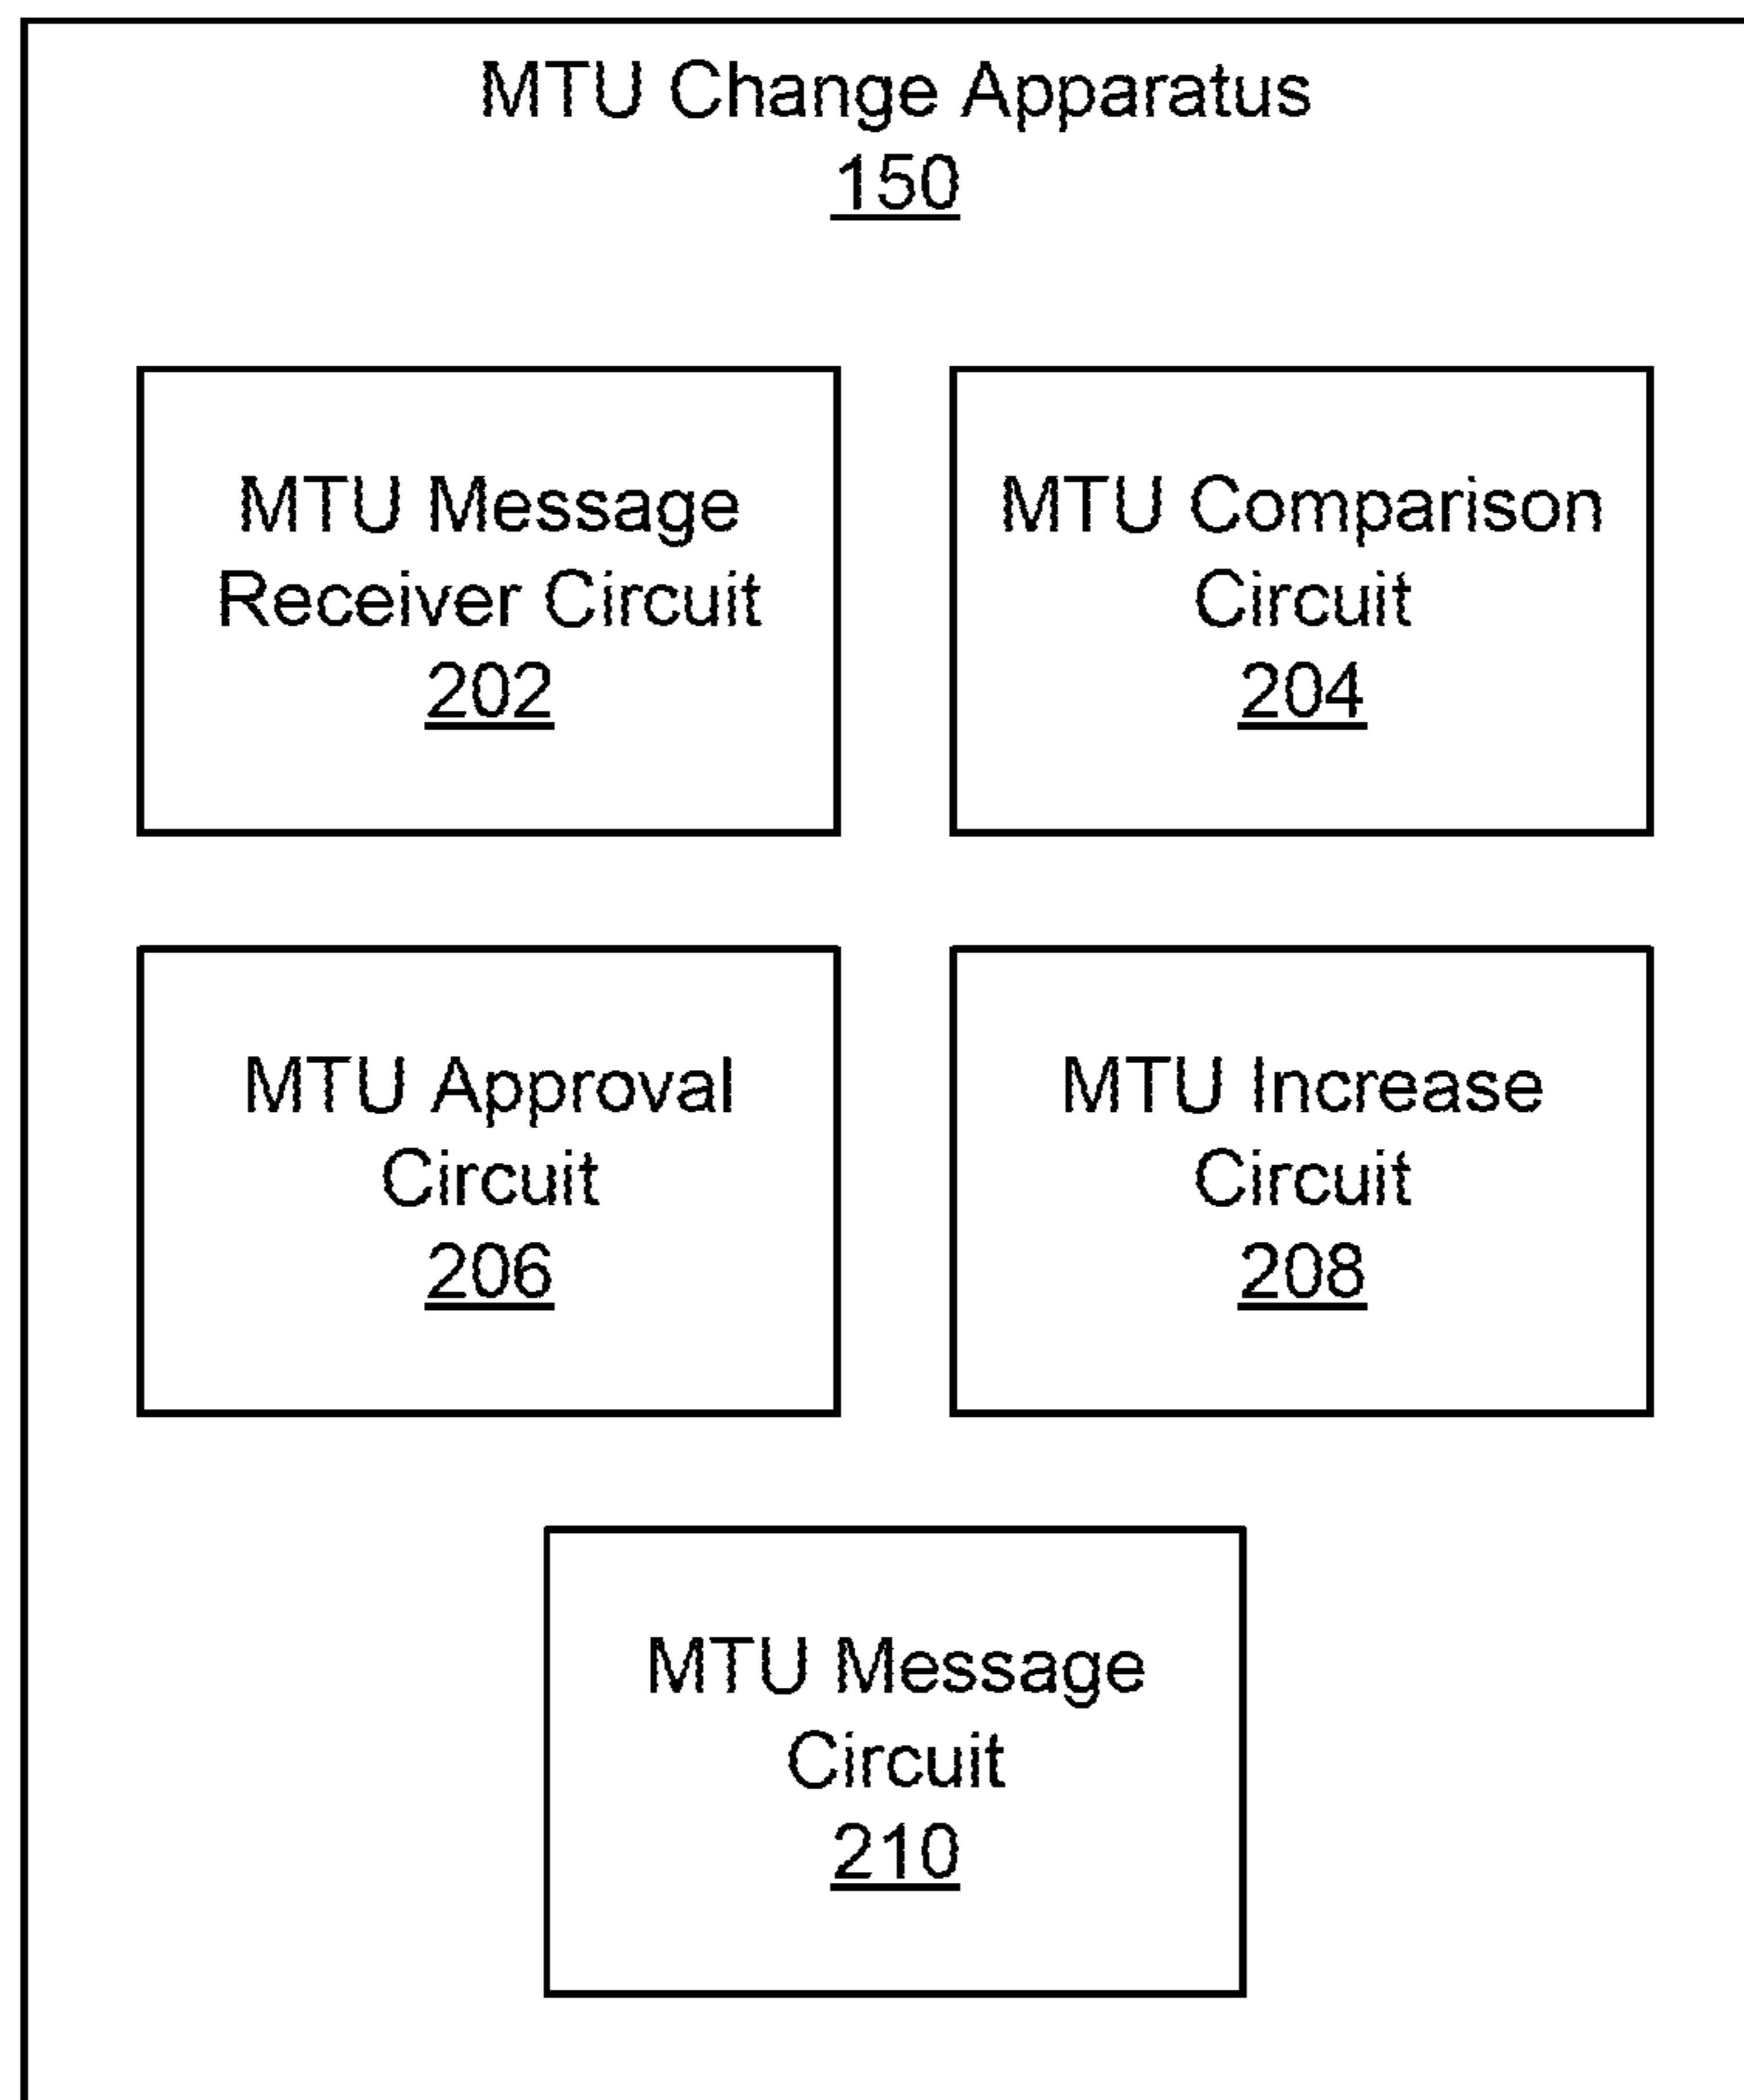 MTU Change Apparatus
150
MTU Message
Receiver Circuit
202
MTU Comparison
Circuit
204
MTU Approval
Circuit
206
MTU Increase
Circuit
208
MTU Message
Circuit
210